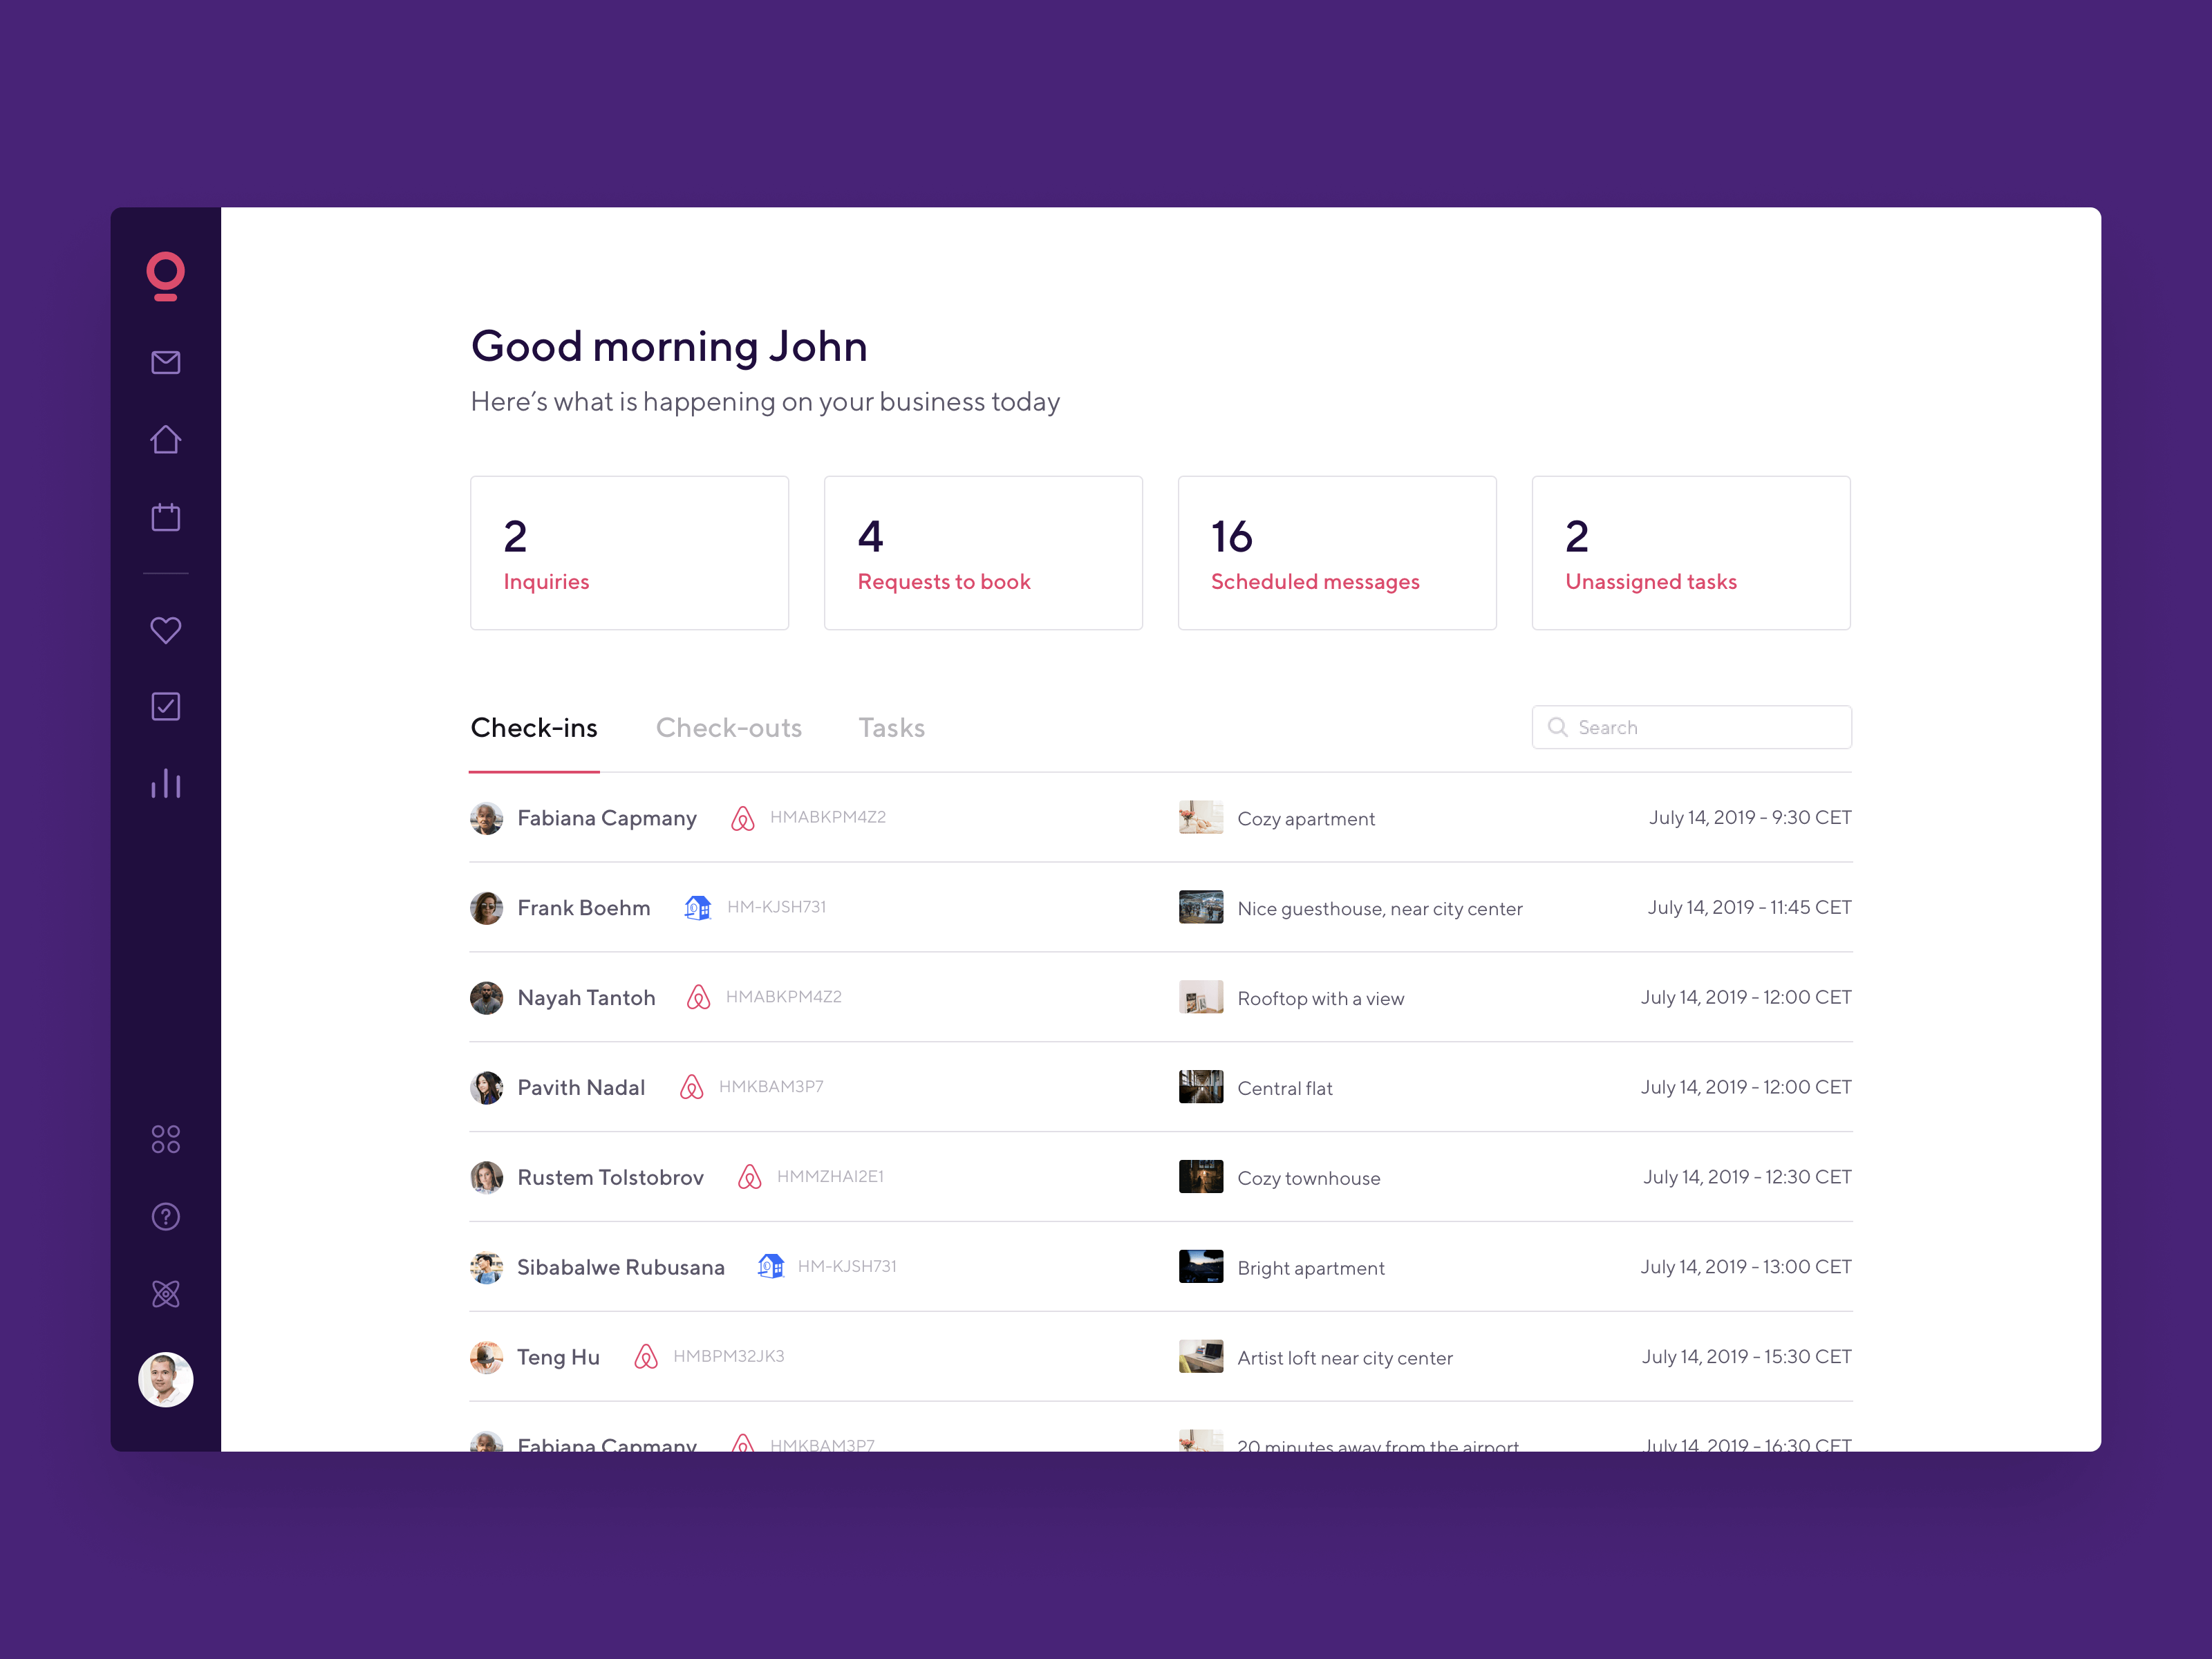 Good morning John
Here's what is happening on your business today
2
Inquiries
4
Requests to book
16
Scheduled messages
2
Unassigned tasks
Check-ins Check-outs Tasks Search
Fabiana Capmany HMABKPM4Z2 Cozy apartment July 14, 2019 - 9:30 CET
Frank Boehm HM-KJSH731 Nice guesthouse, near city center July 14, 2019 - 11:45 CET
Nayah Tantoh HMABKPM4Z2 Rooftop with a view July 14, 2019 - 12:00 CET
Pavith Nadal HMKBAM3P7 Central flat July 14, 2019 - 12:00 CET
Rustem Tolstobrov HMMZHAI2E1 Cozy townhouse July 14, 2019 - 12:30 CET
Sibabalwe Rubusana HM-KJSH731 Bright apartment July 14, 2019 - 13:00 CET
Teng Hu HMBPM32JK3 Artist loft near city center July 14, 2019 - 15:30 CET
Fabiana Capmany HMKBAM3P7 20 minutes away from the airport July 14, 2019 - 16:30 CET